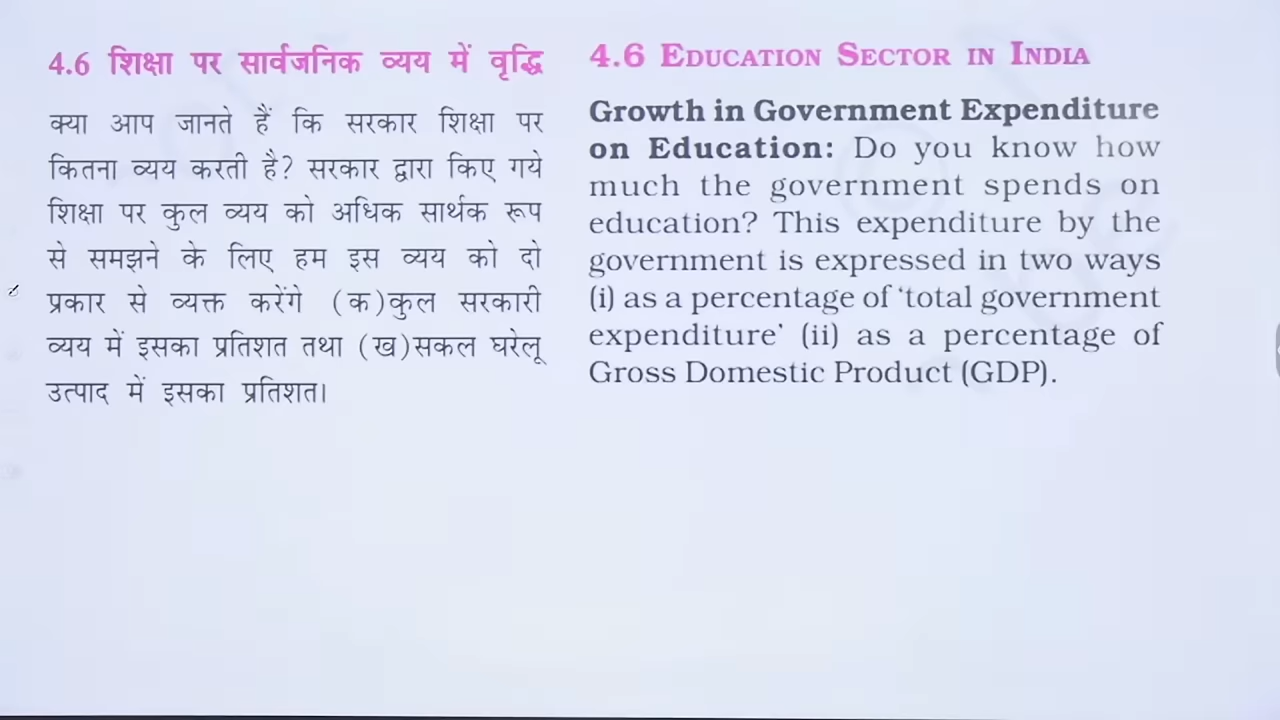 4.6 शिक्षा पर सार्वजनिक व्यय में वृद्धि
क्या आप जानते हैं कि सरकार शिक्षा पर
कितना व्यय करती है? सरकार द्वारा किए गये
शिक्षा पर कुल व्यय को अधिक सार्थक रूप
से समझने के लिए हम इस व्यय को दो
प्रकार से व्यक्त करेंगे (क)कुल सरकारी
व्यय में इसका प्रतिशत तथा (ख)सकल घरेलू
उत्पाद में इसका प्रतिशत।
4.6 EDUCATION SECTOR IN INDIA
Growth in Government Expenditure
on Education: Do you know how
much the government spends on
education? This expenditure by the
government is expressed in two ways
(i) as a percentage of ‘total government
expenditure’ (ii) as a percentage of
Gross Domestic Product (GDP).